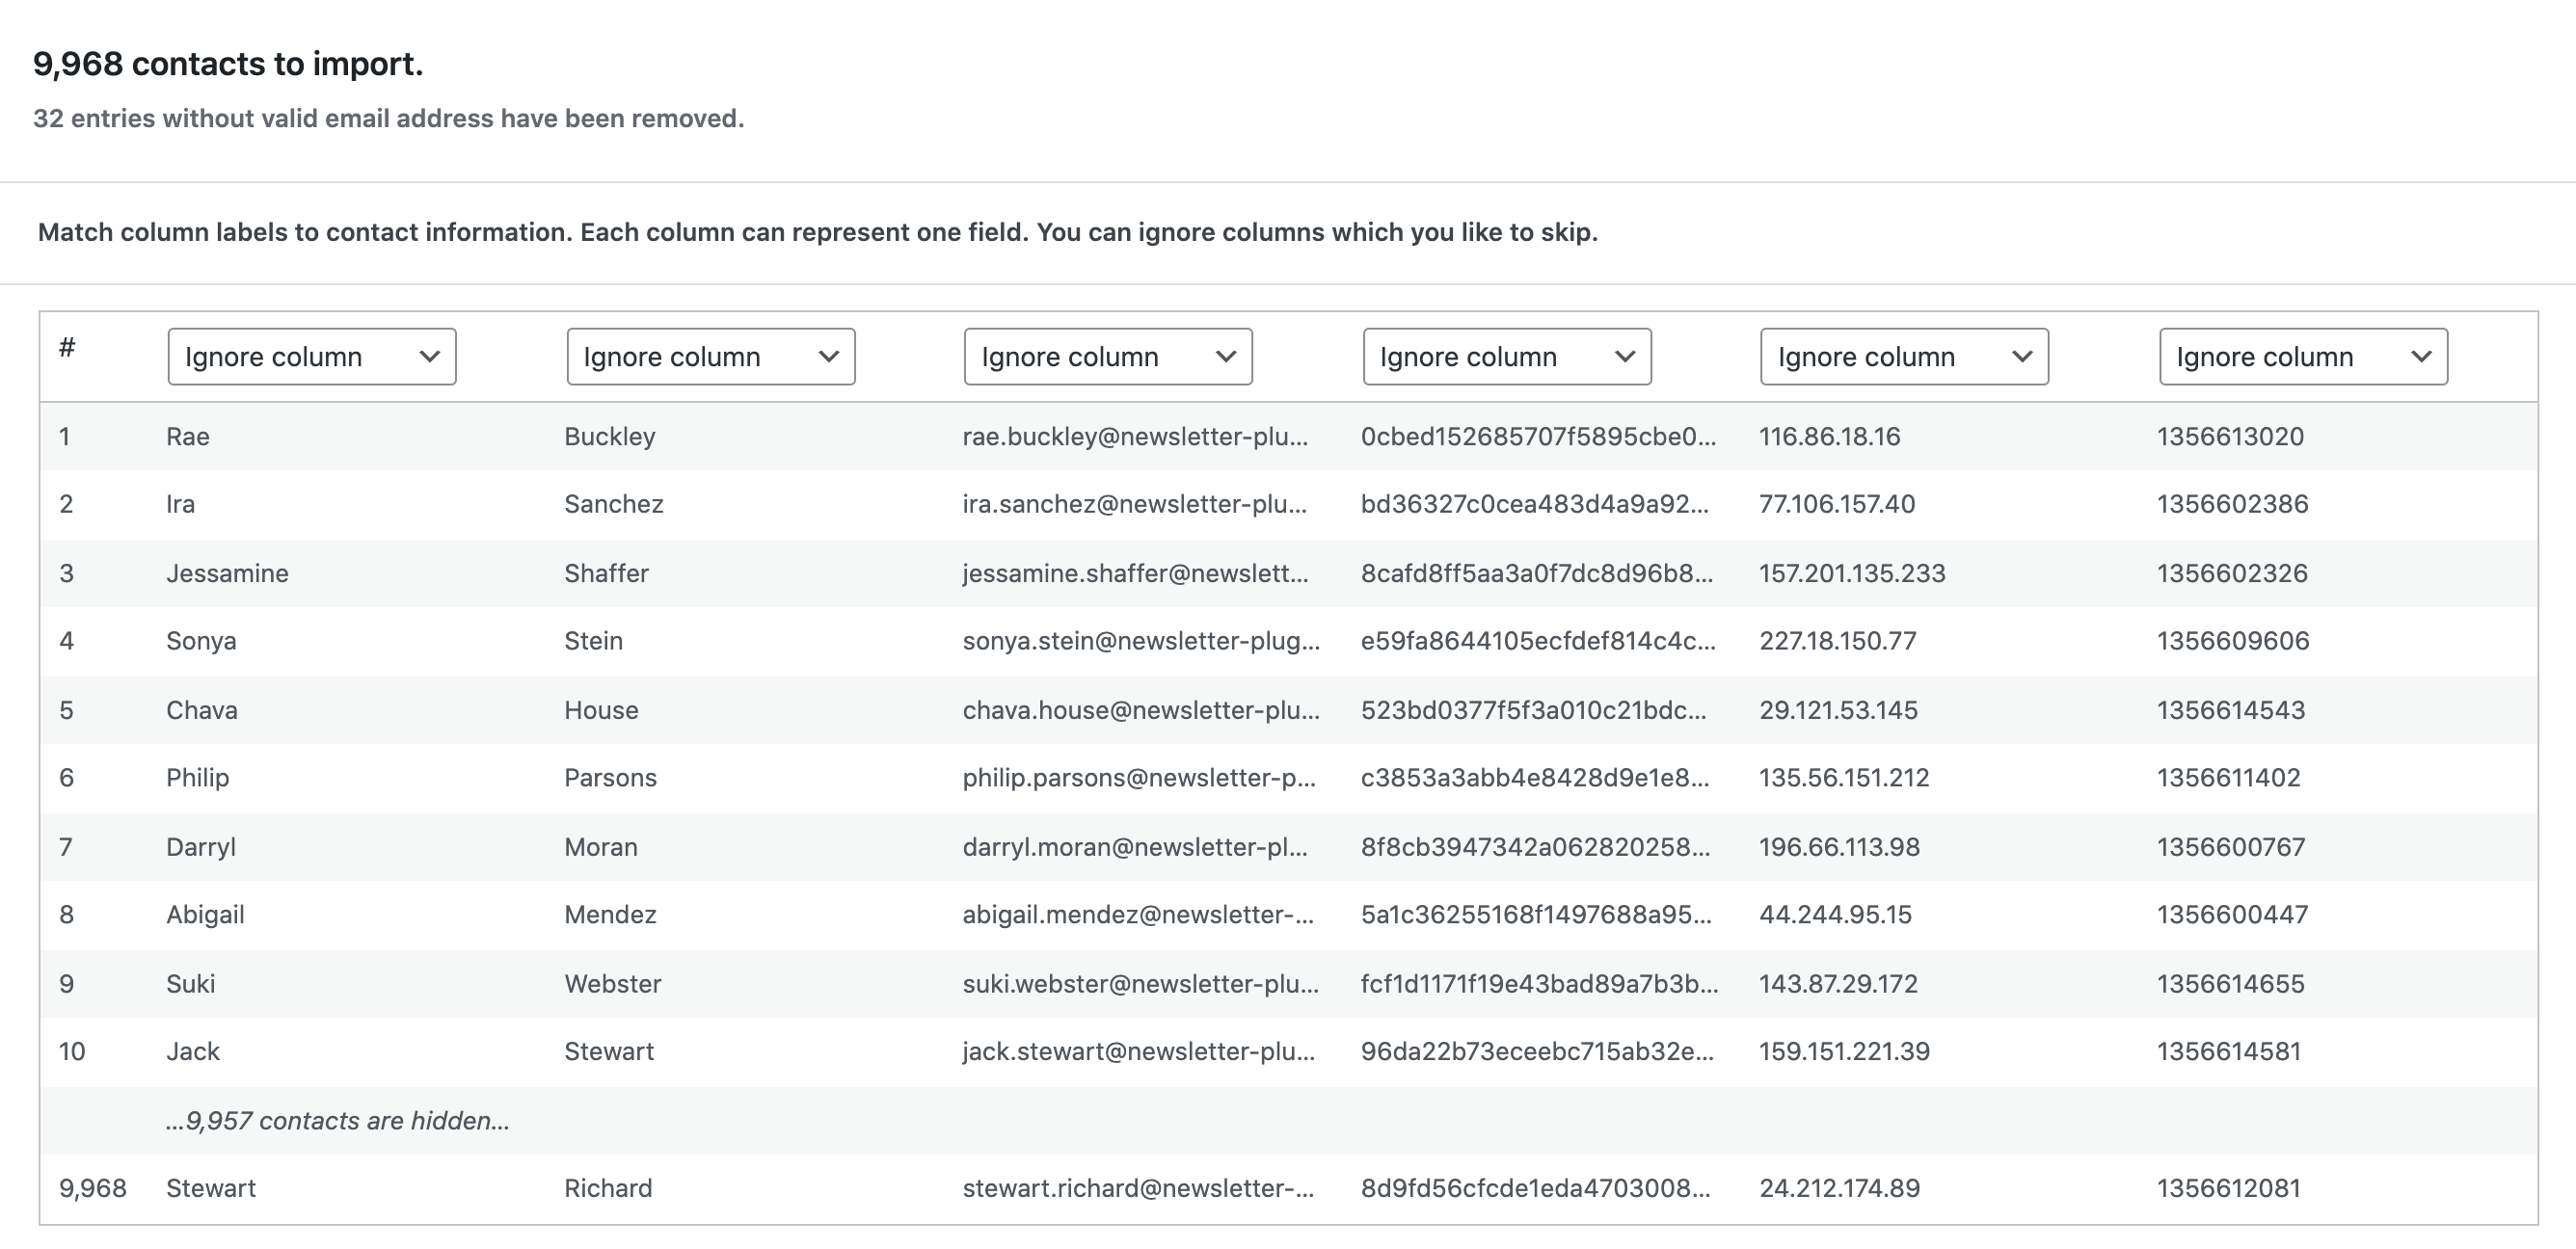 9,968 contacts to import.
32 entries without valid email address have been removed.
Match column labels to contact information. Each column can represent one field. You can ignore columns which you like to skip.
# Ignore column Ignore column Ignore column Ignore column Ignore column Ignore column
1 Rae Buckley rae.buckley@newsletter-plu... 0cbed152685707f5895cbe0... 116.86.18.16 1356613020
2 Ira Sanchez ira.sanchez@newsletter-plu... bd36327c0cea483d4a9a92... 77.106.157.40 1356602386
3 Jessamine Shaffer jessamine.shaffer@newslett... 8cafd8ff5aa3a0f7dc8d96b8... 157.201.135.233 1356602326
4 Sonya Stein sonya.stein@newsletter-plug... e59fa8644105ecfdef814c4c... 227.18.150.77 1356609606
5 Chava House chava.house@newsletter-plu... 523bd0377f5f3a010c21bdc... 29.121.53.145 1356614543
6 Philip Parsons philip.parsons@newsletter-p... c3853a3abb4e8428d9e1e8... 135.56.151.212 1356611402
7 Darryl Moran darryl.moran@newsletter-pl... 8f8cb3947342a062820258... 196.66.113.98 1356600767
8 Abigail Mendez abigail.mendez@newsletter-... 5a1c36255168f1497688a95... 44.244.95.15 1356600447
9 Suki Webster suki.webster@newsletter-plu... fcf1d1171f19e43bad89a7b3b... 143.87.29.172 1356614655
10 Jack Stewart jack.stewart@newsletter-plu... 96da22b73eceebc715ab32e... 159.151.221.39 1356614581
...9,957 contacts are hidden...
9,968 Stewart Richard stewart.richard@newsletter-... 8d9fd56cfcde1eda4703008... 24.212.174.89 1356612081